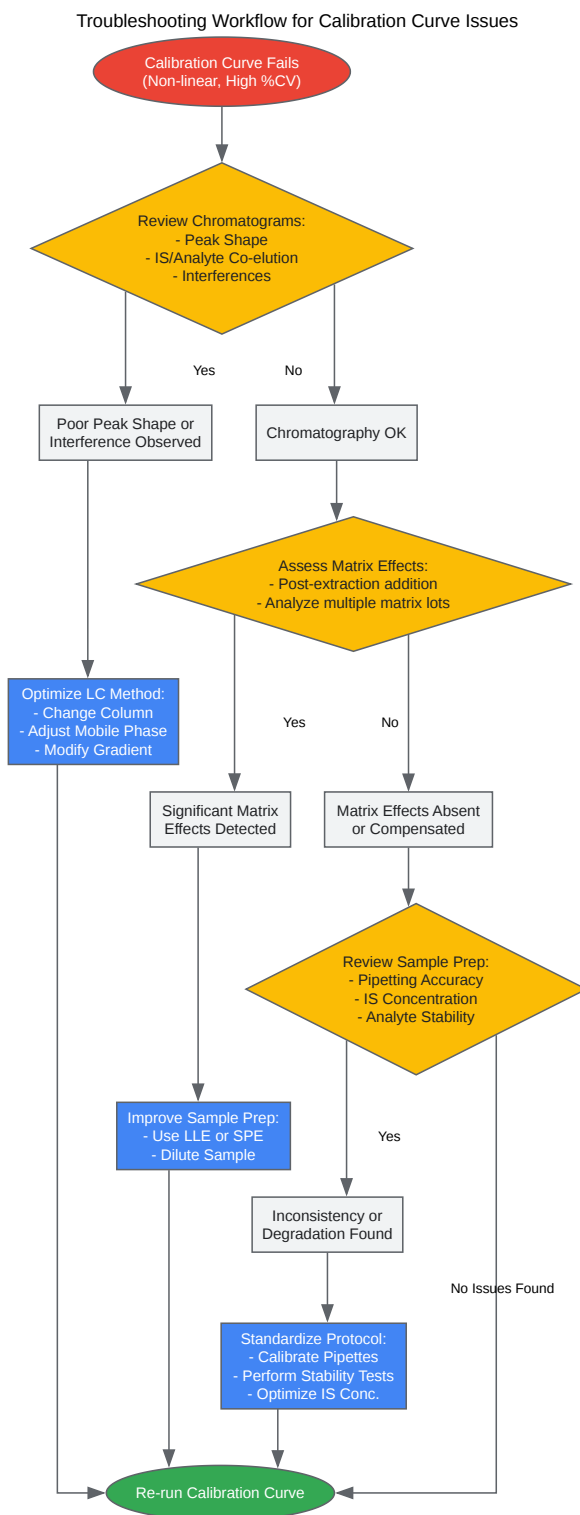 Troubleshooting Workflow for Calibration Curve Issues
Calibration Curve Fails
(Non-linear, High %CV)
Review Chromatograms:
- Peak Shape
- IS/Analyte Co-elution
- Interferences
Yes
No
Poor Peak Shape or
Interference Observed
Chromatography OK
Assess Matrix Effects:
- Post-extraction addition
- Analyze multiple matrix lots
Optimize LC Method:
- Change Column
- Adjust Mobile Phase
- Modify Gradient
Yes
No
Significant Matrix
Effects Detected
Matrix Effects Absent
or Compensated
Review Sample Prep:
- Pipetting Accuracy
- IS Concentration
- Analyte Stability
Improve Sample Prep:
- Use LLE or SPE
- Dilute Sample
Yes
Inconsistency or
Degradation Found
No Issues Found
Standardize Protocol:
- Calibrate Pipettes
- Perform Stability Tests
- Optimize IS Conc.
Re-run Calibration Curve